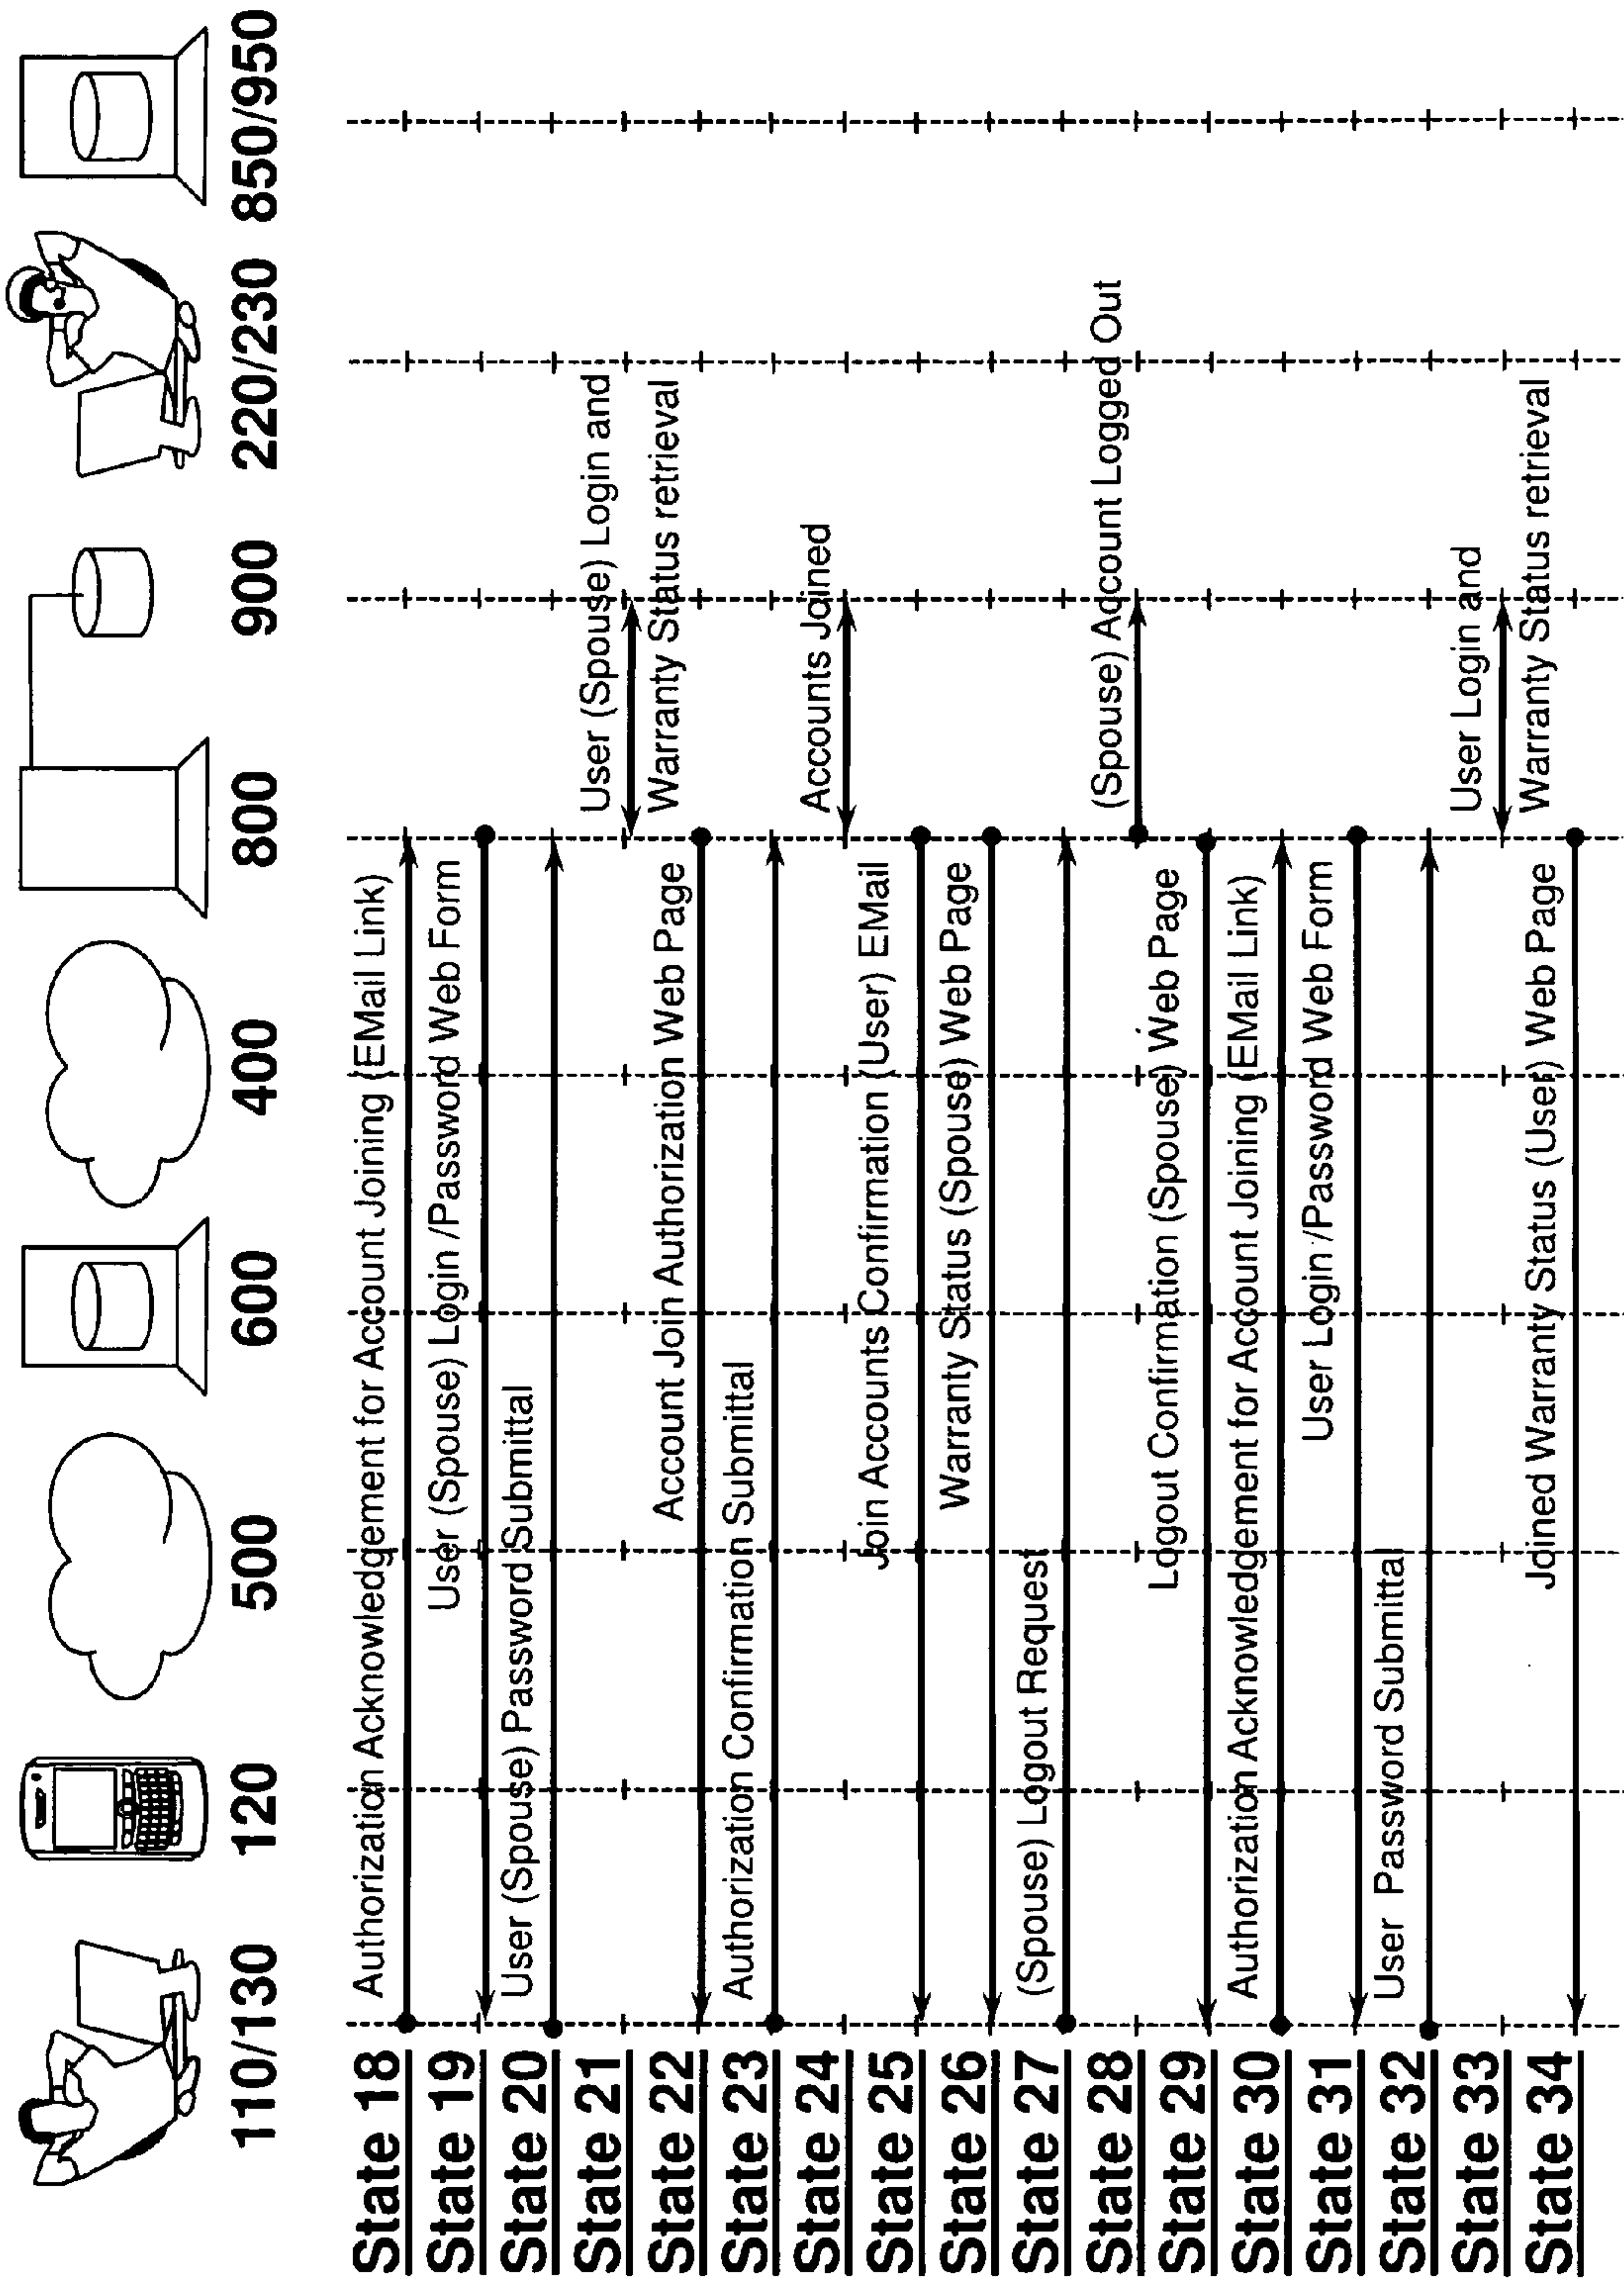 110/130
120
500
600
400
800
900
220/230
850/950
State 18
Authorization Acknowledgement for Account Joining (EMail Link)
State 19
User (Spouse) Login /Password Web Form
State 20
User (Spouse) Password Submittal
State 21
User (Spouse) Login and
Warranty Status retrieval
State 22
Account Join Authorization Web Page
State 23
Authorization Confirmation Submittal
State 24
Accounts Joined
State 25
Join Accounts Confirmation (User) EMail
State 26
Warranty Status (Spouse) Web Page
State 27
(Spouse) Logout Request
State 28
(Spouse) Account Logged Out
State 29
Logout Confirmation (Spouse) Web Page
State 30
Authorization Acknowledgement for Account Joining (EMail Link)
State 31
User Login /Password Web Form
State 32
User Password Submittal
State 33
User Login and
Warranty Status retrieval
State 34
Joined Warranty Status (User) Web Page